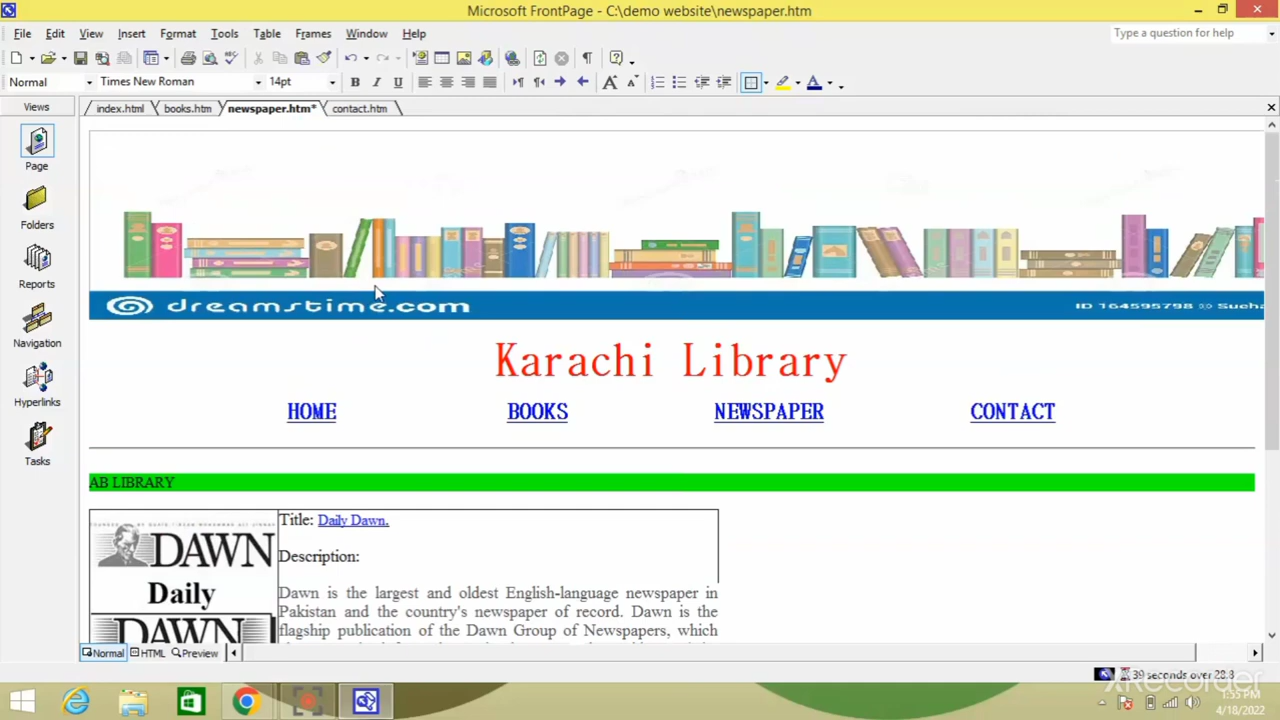 Microsoft FrontPage - C:\demo website\newspaper.htm
File Edit View Insert Format Tools Table Frames Window Help
Type a question for help
Normal Times New Roman 14pt
Views index.html books.htm newspaper.htm* contact.htm
Page
Folders
Reports
Navigation
Hyperlinks
Tasks
dreamstime.com
ID 164595798 © Sucha
Karachi Library
HOME BOOKS NEWSPAPER CONTACT
AB LIBRARY
DAWN
Daily
DAWN
Title: Daily Dawn.
Description:
Dawn is the largest and oldest English-language newspaper in
Pakistan and the country's newspaper of record. Dawn is the
flagship publication of the Dawn Group of Newspapers, which
Normal HTML Preview
39 seconds over 28.8
XRecorder
1:55 PM
4/18/2022